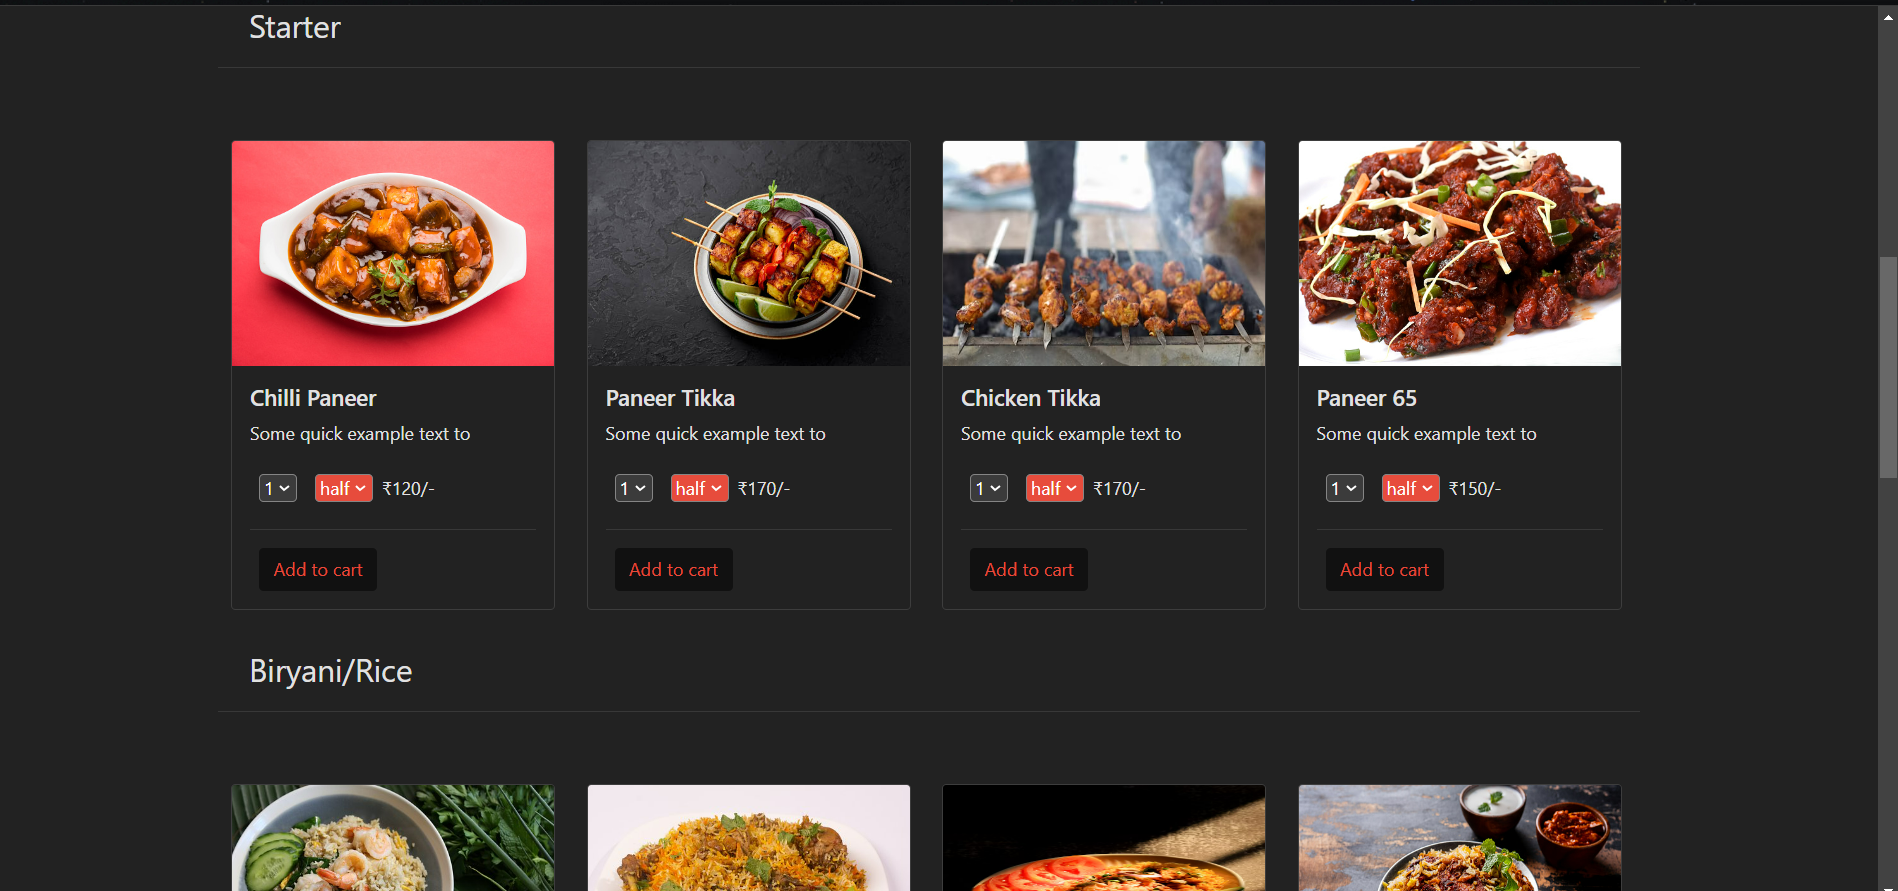 Starter
Chilli Paneer
Some quick example text to
1 half ₹120/-
Add to cart
Paneer Tikka
Some quick example text to
1 half ₹170/-
Add to cart
Chicken Tikka
Some quick example text to
1 half ₹170/-
Add to cart
Paneer 65
Some quick example text to
1 half ₹150/-
Add to cart
Biryani/Rice